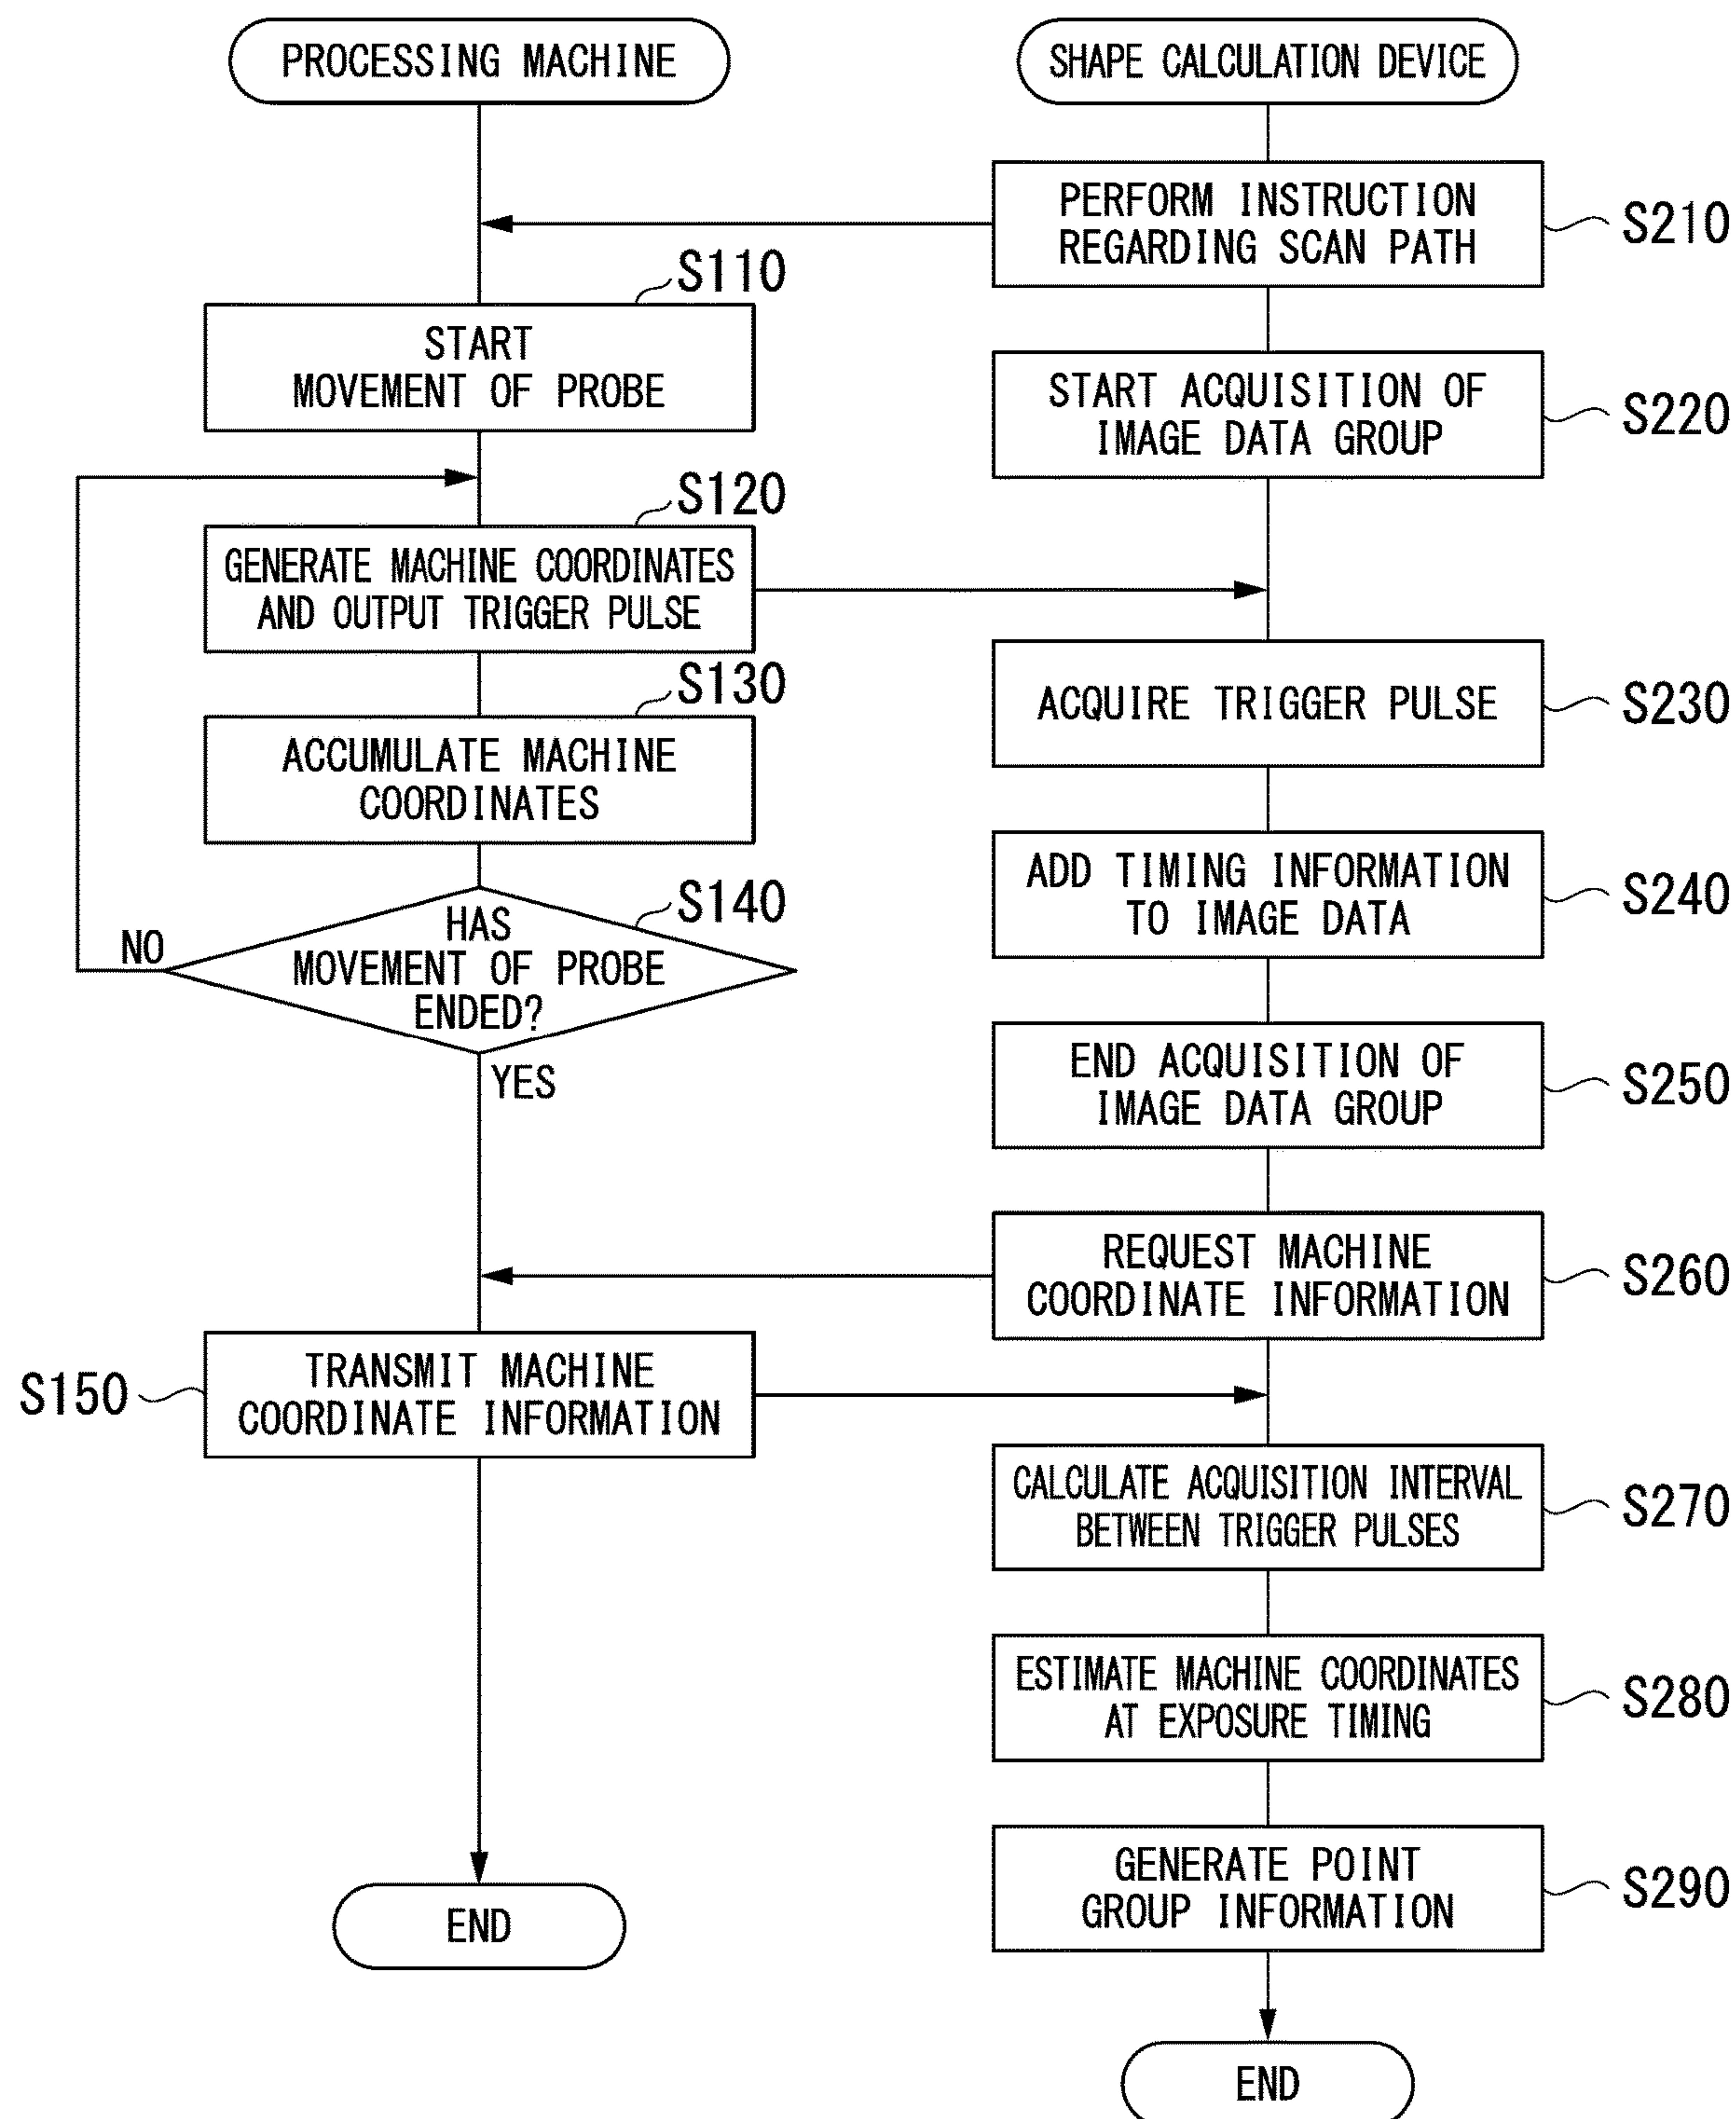 PROCESSING MACHINE
SHAPE CALCULATION DEVICE
PERFORM INSTRUCTION
REGARDING SCAN PATH
S210
S110
START
MOVEMENT OF PROBE
START ACQUISITION OF
IMAGE DATA GROUP
S220
S120
GENERATE MACHINE COORDINATES
AND OUTPUT TRIGGER PULSE
S130
ACCUMULATE MACHINE
COORDINATES
ACQUIRE TRIGGER PULSE
S230
S140
HAS
MOVEMENT OF PROBE
ENDED?
NO
YES
ADD TIMING INFORMATION
TO IMAGE DATA
S240
END ACQUISITION OF
IMAGE DATA GROUP
S250
REQUEST MACHINE
COORDINATE INFORMATION
S260
S150
TRANSMIT MACHINE
COORDINATE INFORMATION
CALCULATE ACQUISITION INTERVAL
BETWEEN TRIGGER PULSES
S270
ESTIMATE MACHINE COORDINATES
AT EXPOSURE TIMING
S280
GENERATE POINT
GROUP INFORMATION
S290
END
END